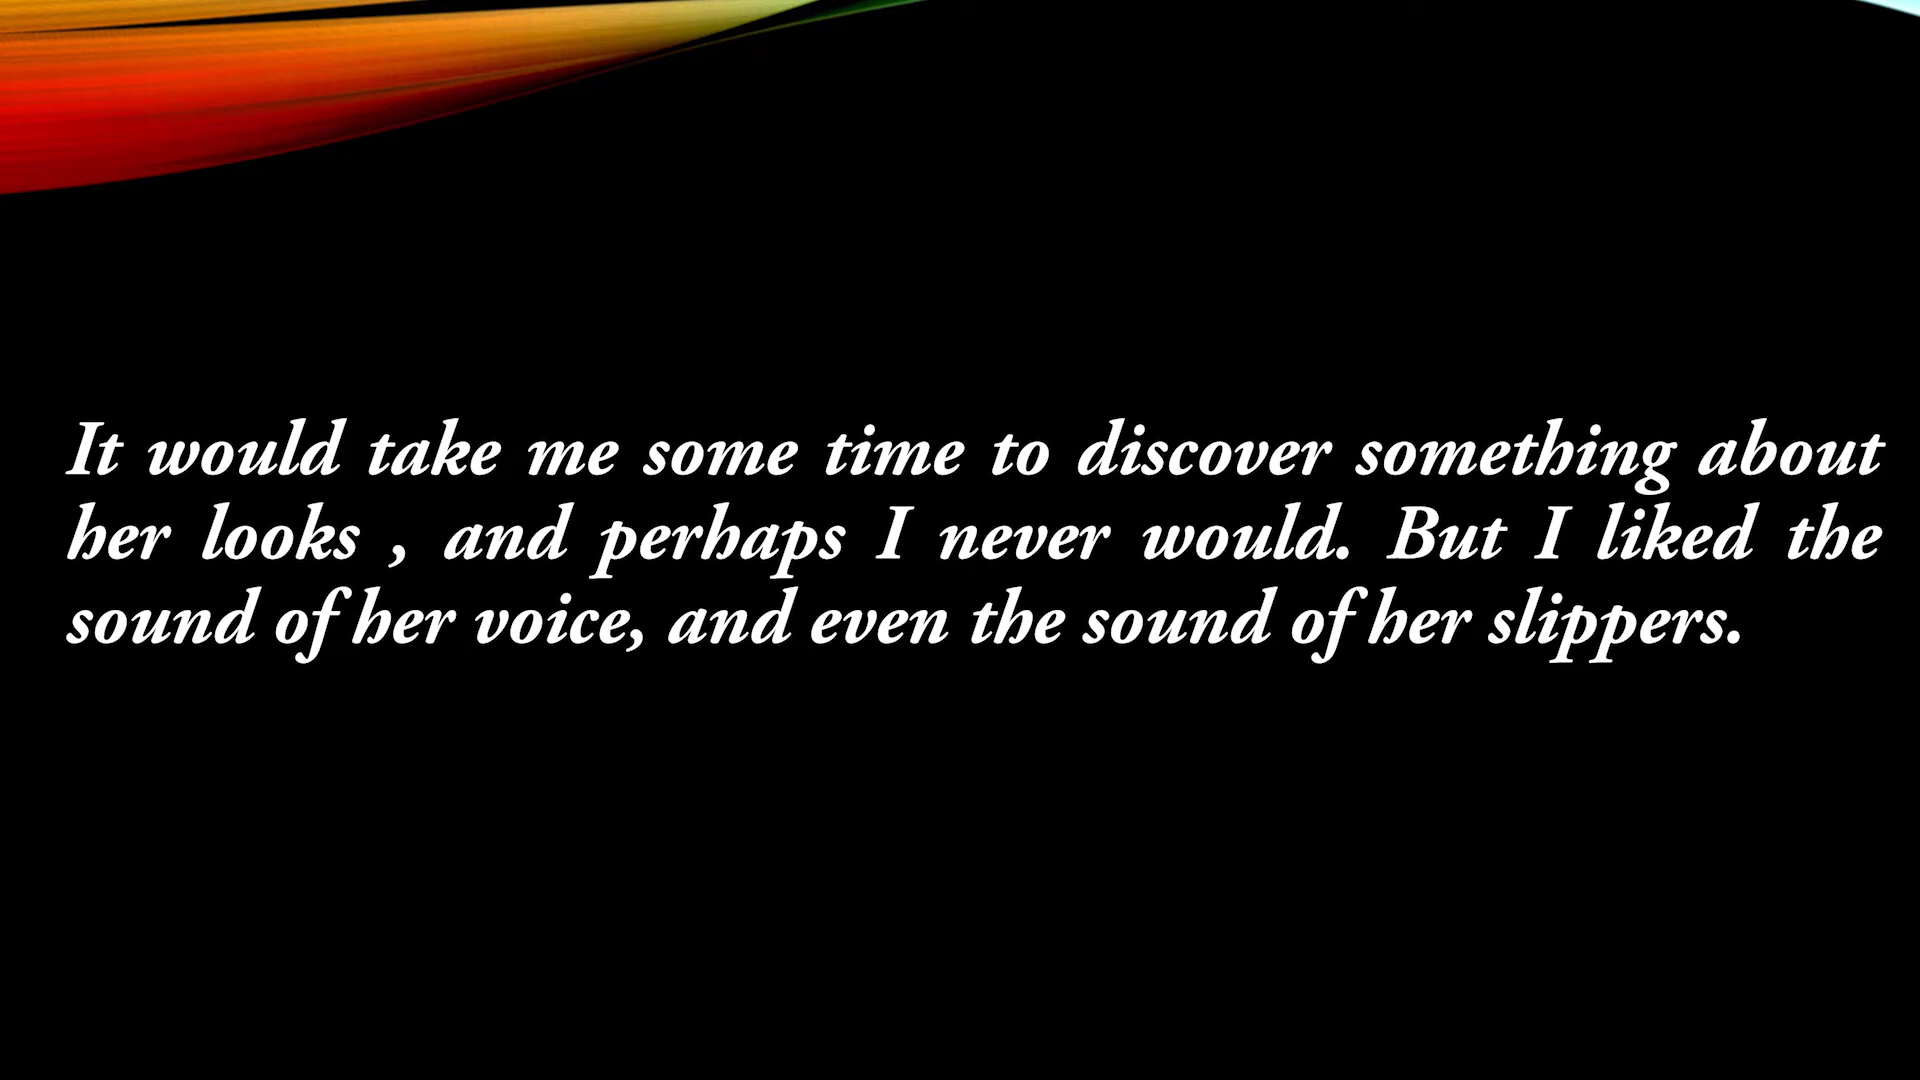 It would take me some time to discover something about
her looks , and perhaps I never would. But I liked the
sound of her voice, and even the sound of her slippers.